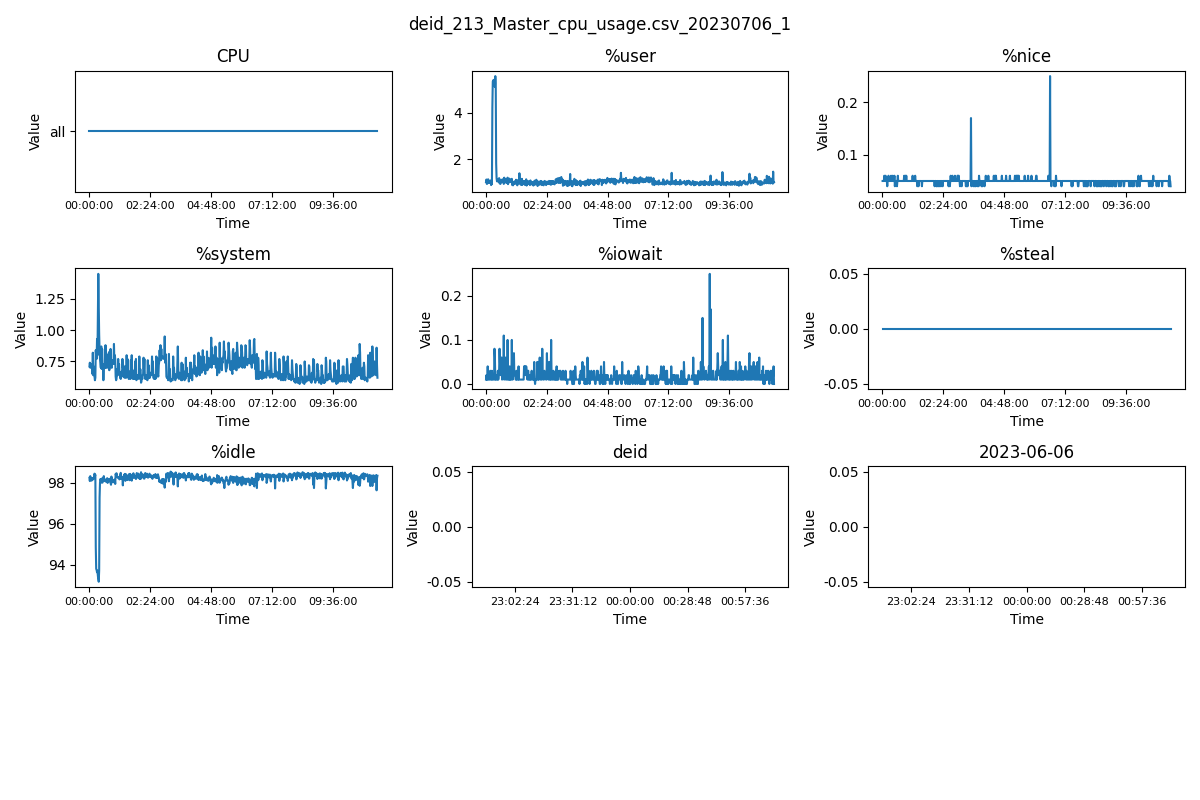 deid_213_Master_cpu_usage.csv_20230706_1
CPU
Value
all
00:00:00 02:24:00 04:48:00 07:12:00 09:36:00
Time
%user
Value
4
2
00:00:00 02:24:00 04:48:00 07:12:00 09:36:00
Time
%nice
Value
0.2
0.1
00:00:00 02:24:00 04:48:00 07:12:00 09:36:00
Time
%system
Value
1.25
1.00
0.75
00:00:00 02:24:00 04:48:00 07:12:00 09:36:00
Time
%iowait
Value
0.2
0.1
0.0
00:00:00 02:24:00 04:48:00 07:12:00 09:36:00
Time
%steal
Value
0.05
0.00
-0.05
00:00:00 02:24:00 04:48:00 07:12:00 09:36:00
Time
%idle
Value
98
96
94
00:00:00 02:24:00 04:48:00 07:12:00 09:36:00
Time
deid
Value
0.05
0.00
-0.05
23:02:24 23:31:12 00:00:00 00:28:48 00:57:36
Time
2023-06-06
Value
0.05
0.00
-0.05
23:02:24 23:31:12 00:00:00 00:28:48 00:57:36
Time